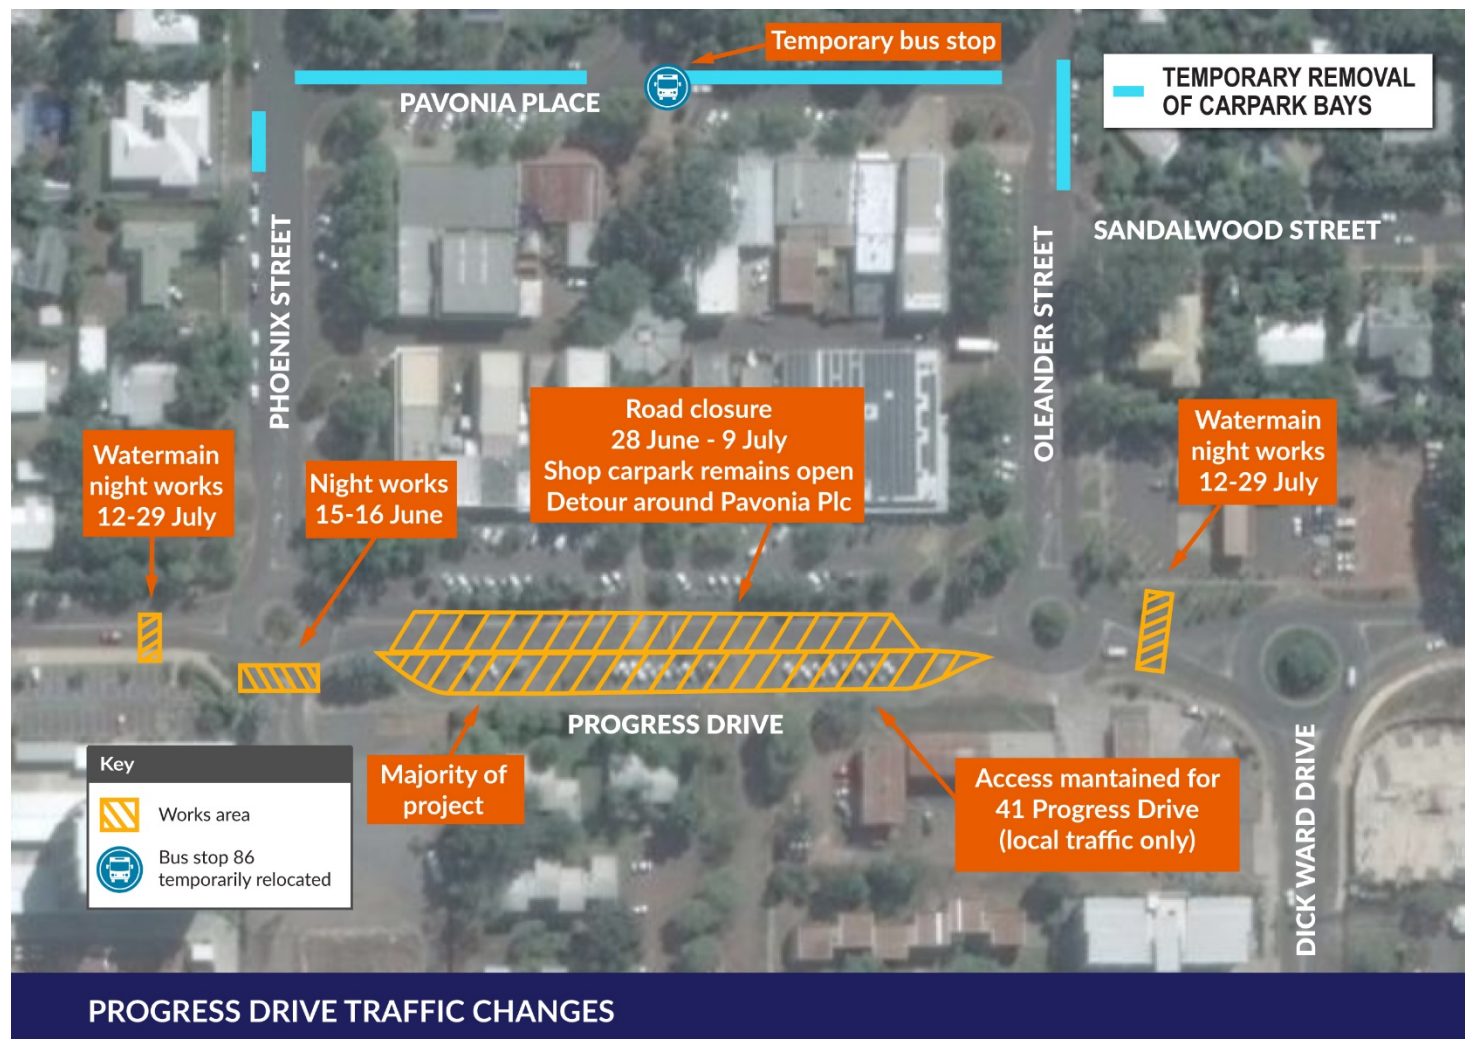 Temporary bus stop
TEMPORARY REMOVAL
OF CARPARK BAYS
PAVONIA PLACE
SANDALWOOD STREET
PHOENIX STREET
OLEANDER STREET
Road closure
28 June - 9 July
Shop carpark remains open
Detour around Pavonia Plc
Watermain
night works
12-29 July
Night works
15-16 June
Watermain
night works
12-29 July
PROGRESS DRIVE
Majority of
project
Access mantained for
41 Progress Drive
(local traffic only)
DICK WARD DRIVE
Key
Works area
Bus stop 86
temporarily relocated
PROGRESS DRIVE TRAFFIC CHANGES